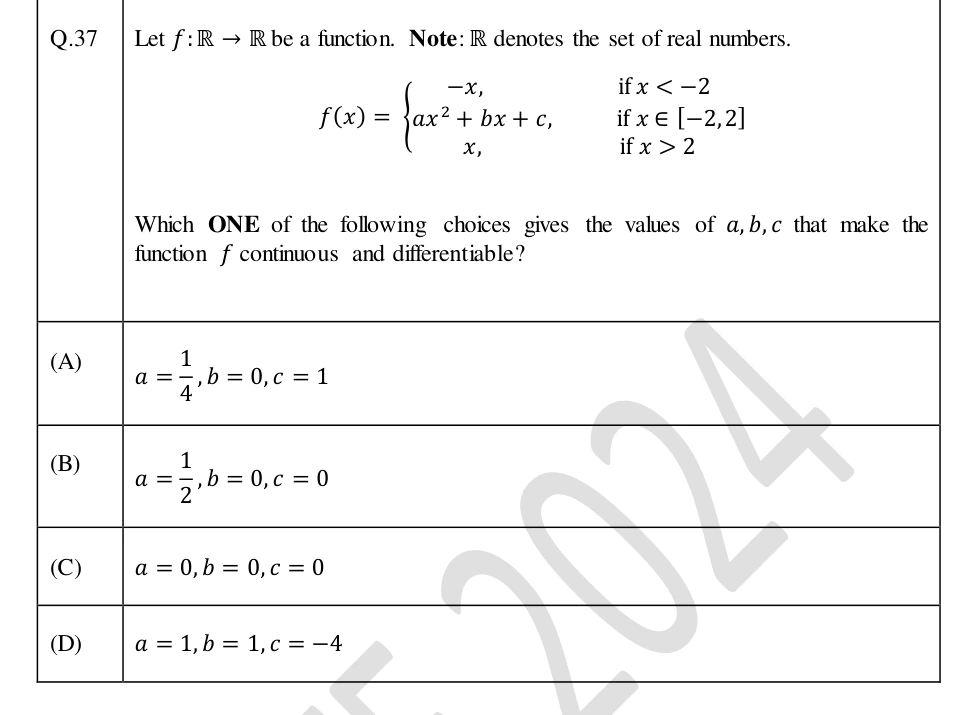 Q.37 Let f: ℝ → ℝ be a function. Note: ℝ denotes the set of real numbers.
−x, if x < −2
f(x) = { ax² + bx + c, if x ∈ [−2,2]
x, if x > 2
Which ONE of the following choices gives the values of a, b, c that make the
function f continuous and differentiable?
(A) a = 1/4, b = 0, c = 1
(B) a = 1/2, b = 0, c = 0
(C) a = 0, b = 0, c = 0
(D) a = 1, b = 1, c = −4
2024